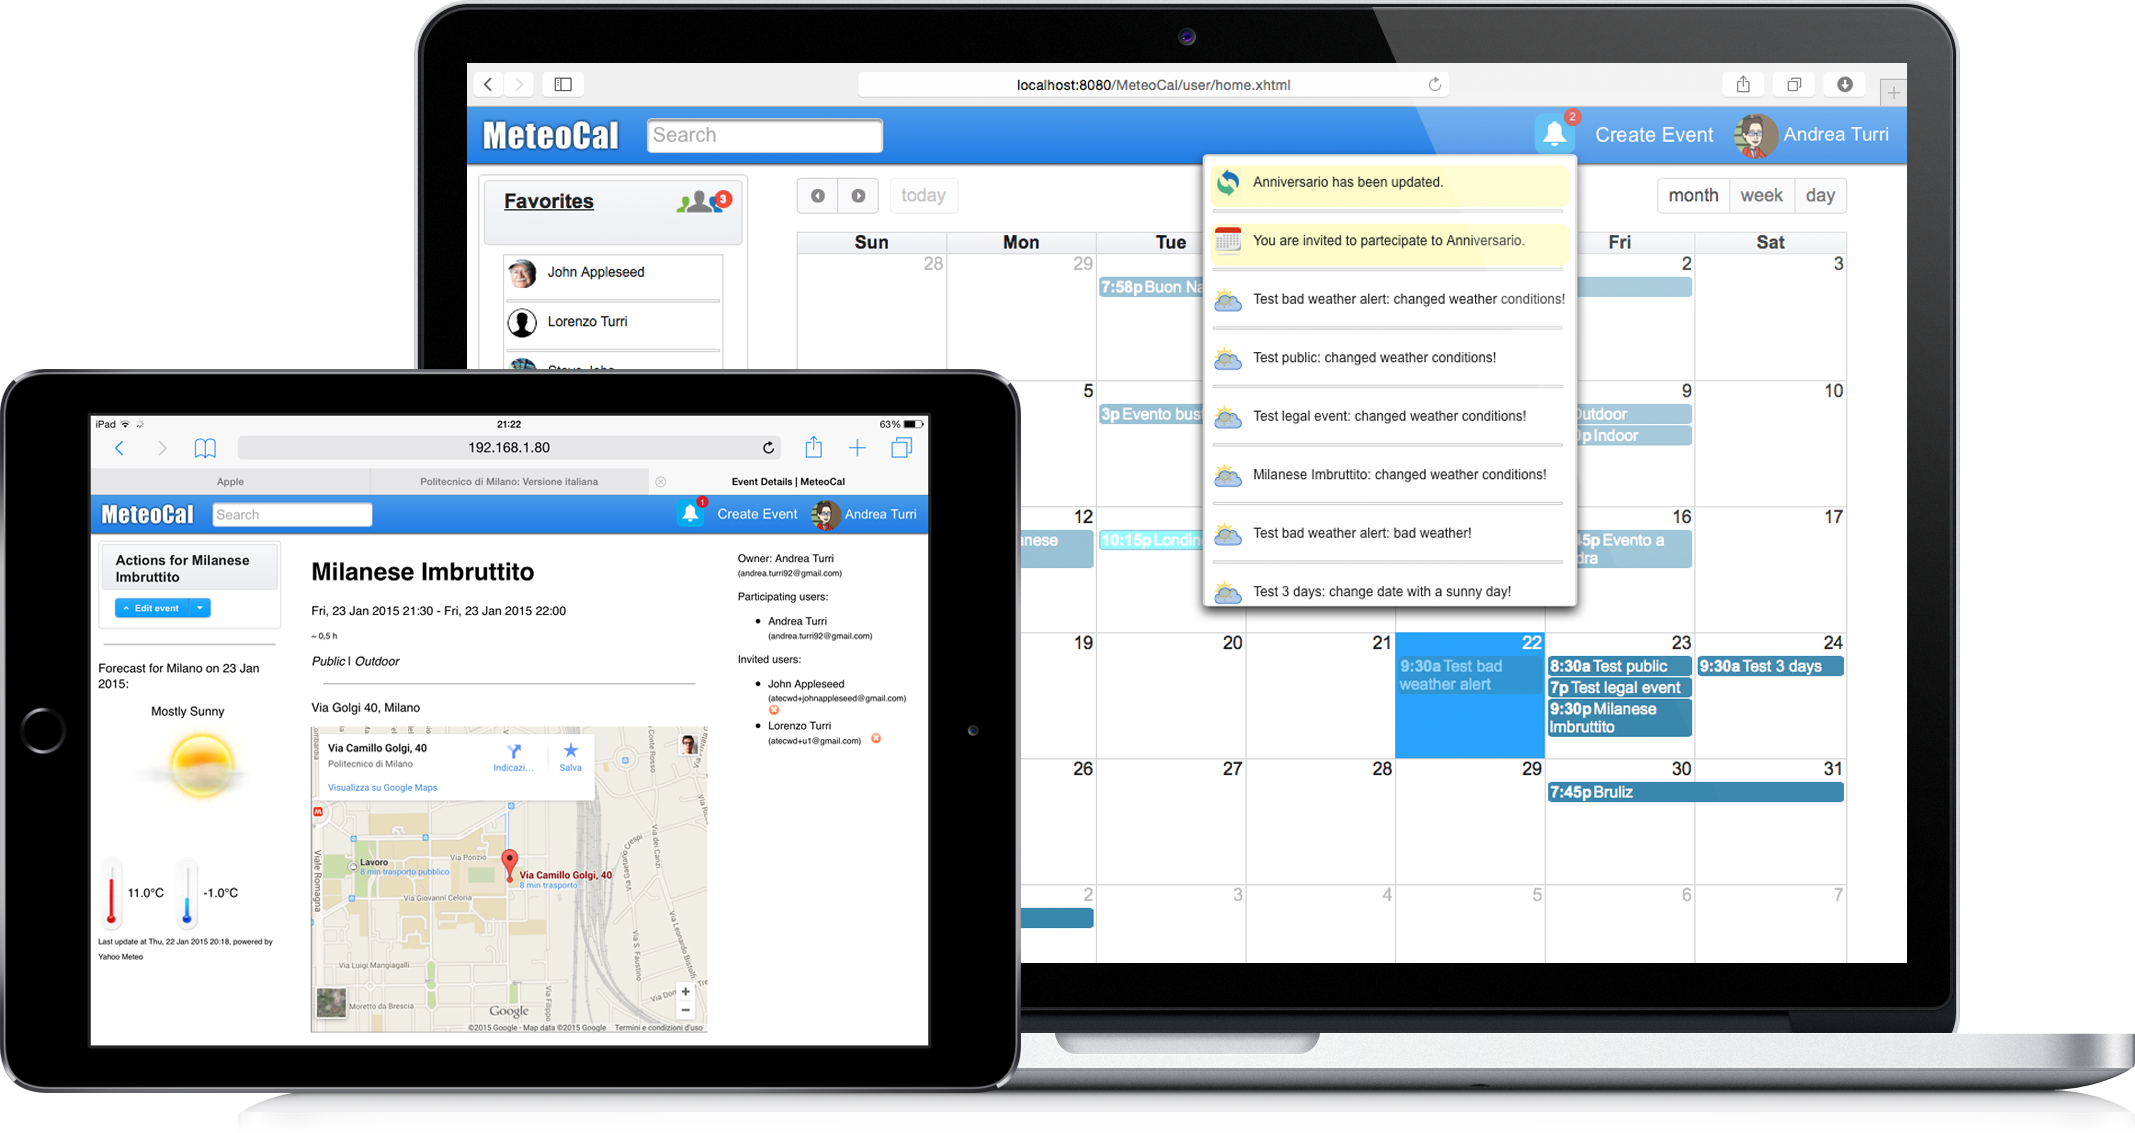 localhost:8080/MeteoCal/user/home.xhtml
MeteoCal
Search
2
Create Event
Andrea Turri
Favorites
3
John Appleseed
Lorenzo Turri
today
month
week
day
Sun
Mon
Tue
Fri
Sat
28
29
2
3
7:58p Buon Na
5
9
10
3p Evento bus
utdoor
p Indoor
12
16
17
nese
10:15p Londin
5p Evento a
dra
19
20
21
22
23
24
9:30a Test bad
weather alert
8:30a Test public
7p Test legal event
9:30p Milanese
Imbruttito
9:30a Test 3 days
26
27
28
29
30
31
7:45p Bruliz
2
3
4
5
6
7
Anniversario has been updated.
You are invited to partecipate to Anniversario.
Test bad weather alert: changed weather conditions!
Test public: changed weather conditions!
Test legal event: changed weather conditions!
Milanese Imbruttito: changed weather conditions!
Test bad weather alert: bad weather!
Test 3 days: change date with a sunny day!
iPad
21:22
63%
192.168.1.80
Apple
Politecnico di Milano: Versione italiana
Event Details | MeteoCal
MeteoCal
Search
1
Create Event
Andrea Turri
Actions for Milanese
Imbruttito
Edit event
Forecast for Milano on 23 Jan
2015:
Mostly Sunny
11.0°C
-1.0°C
Last update at Thu, 22 Jan 2015 20:18, powered by
Yahoo Meteo
Milanese Imbruttito
Fri, 23 Jan 2015 21:30 - Fri, 23 Jan 2015 22:00
~ 0,5 h
Public | Outdoor
Via Golgi 40, Milano
Via Camillo Golgi, 40
Politecnico di Milano
Visualizza su Google Maps
Indicazi...
Salva
M
Lavoro
8 min trasporto pubblico
Via Ponzio
Via Camillo Golgi, 40
8 min trasporto
Via Giovanni Celoria
Viale Romagna
Via Luigi Mangiagalli
Moretto da Brescia
Via Filippo
Via S. Faustino
Via Leonardo Bistolfi
Via dei Canzi
Crespi
Conte Rosso
Google
©2015 Google - Map data ©2015 Google
Termini e condizioni d'uso
Owner: Andrea Turri
(andrea.turri92@gmail.com)
Participating users:
Andrea Turri
(andrea.turri92@gmail.com)
Invited users:
John Appleseed
(atecwd+johnappleseed@gmail.com)
Lorenzo Turri
(atecwd+u1@gmail.com)